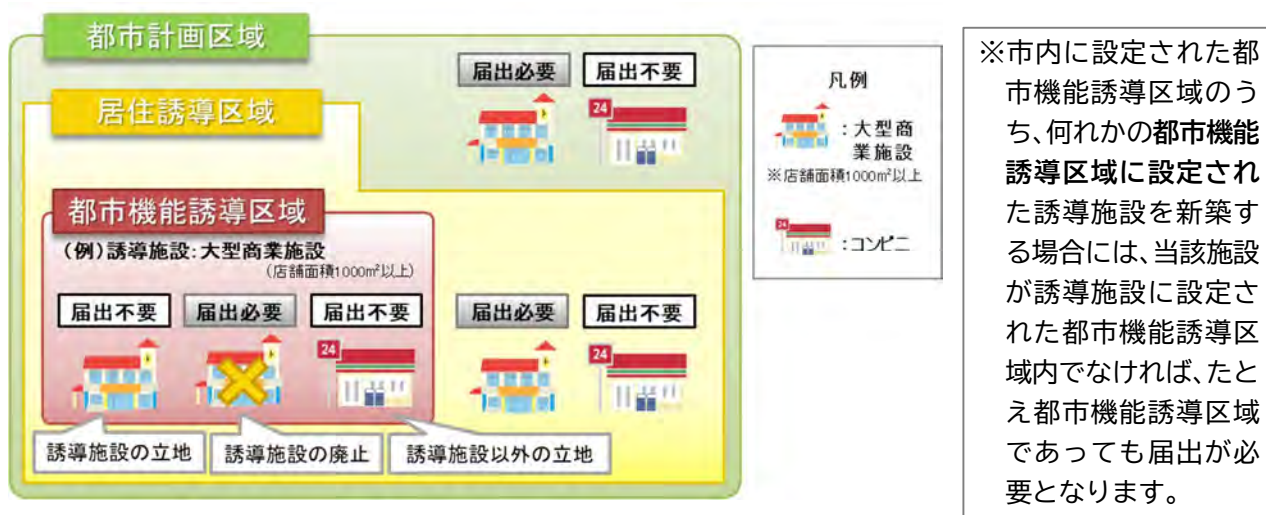 都市計画区域
届出必要
届出不要
24
居住誘導区域
都市機能誘導区域
(例)誘導施設:大型商業施設
(店舗面積1000㎡以上)
届出不要
届出必要
届出不要
24
届出必要
届出不要
24
誘導施設の立地
誘導施設の廃止
誘導施設以外の立地
凡例
:大型商
業施設
※店舗面積1000㎡以上
24
:コンビニ
※市内に設定された都
市機能誘導区域のう
ち、何れかの都市機能
誘導区域に設定され
た誘導施設を新築す
る場合には、当該施設
が誘導施設に設定さ
れた都市機能誘導区
域内でなければ、たと
え都市機能誘導区域
であっても届出が必
要となります。